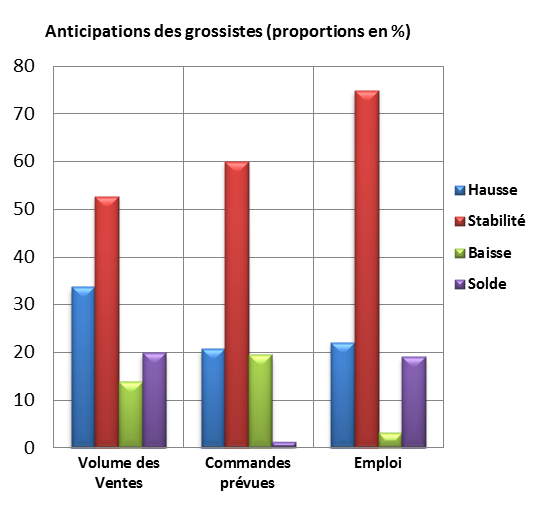 Anticipations des grossistes (proportions en %)
80
70
60
50
40
30
20
10
0
Hausse
Stabilité
Baisse
Solde
Volume des
Ventes
Commandes
prévues
Emploi